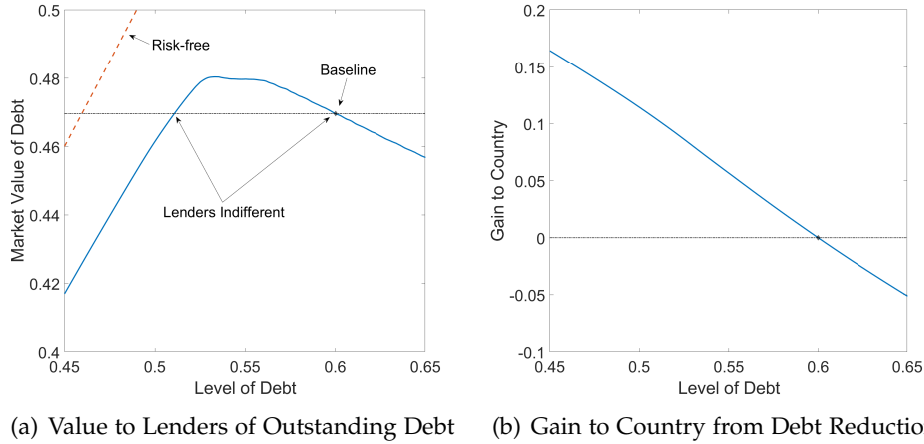 0.5
0.48
0.46
0.44
0.42
0.4
Market Value of Debt
Risk-free
Baseline
Lenders Indifferent
0.45
0.5
0.55
0.6
0.65
Level of Debt
(a) Value to Lenders of Outstanding Debt
0.2
0.15
0.1
0.05
0
-0.05
-0.1
Gain to Country
0.45
0.5
0.55
0.6
0.65
Level of Debt
(b) Gain to Country from Debt Reductio